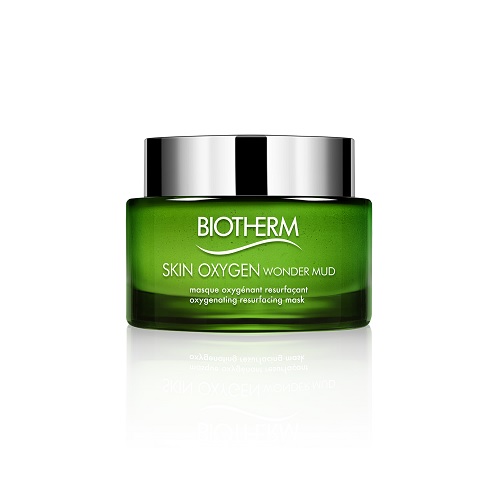 BIOTHERM
SKIN OXYGEN WONDER MUD
masque oxygénant resurfaçant
oxygenating resurfacing mask